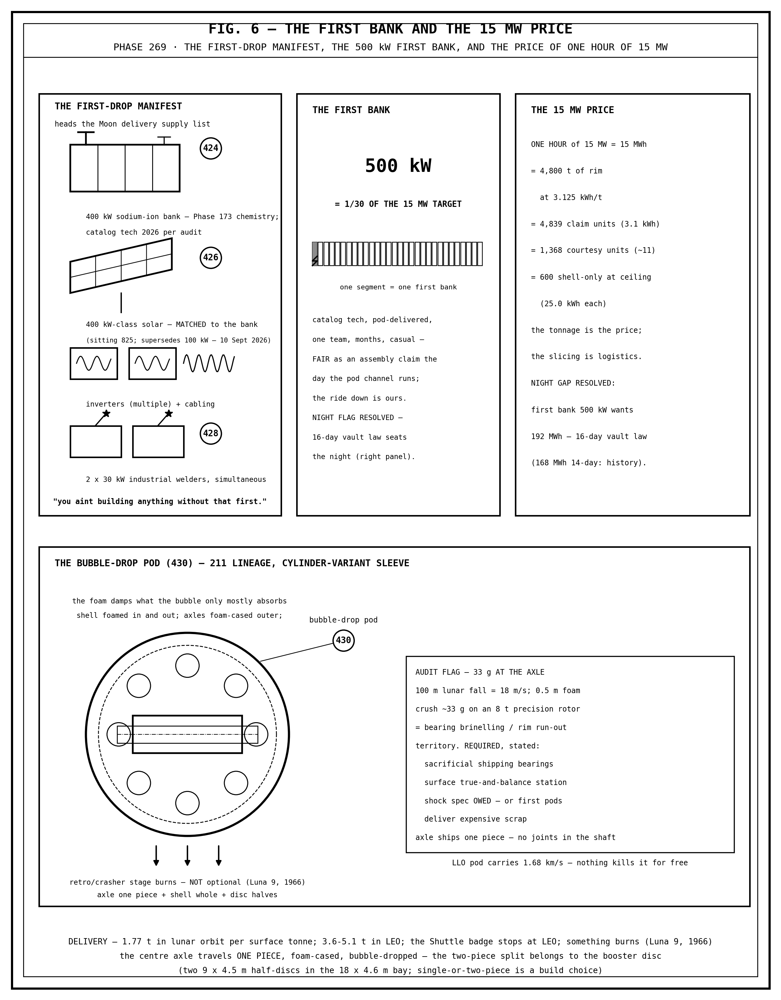 FIG. 6 — THE FIRST BANK AND THE 15 MW PRICE
PHASE 269 · THE FIRST-DROP MANIFEST, THE 500 kW FIRST BANK, AND THE PRICE OF ONE HOUR OF 15 MW
THE FIRST-DROP MANIFEST
heads the Moon delivery supply list
424
400 kW sodium-ion bank — Phase 173 chemistry;
catalog tech 2026 per audit
426
400 kW-class solar — MATCHED to the bank
(sitting 825; supersedes 100 kW — 10 Sept 2026)
inverters (multiple) + cabling
428
2 x 30 kW industrial welders, simultaneous
"you aint building anything without that first."
THE FIRST BANK
500 kW
= 1/30 OF THE 15 MW TARGET
one segment = one first bank
catalog tech, pod-delivered,
one team, months, casual —
FAIR as an assembly claim the
day the pod channel runs;
the ride down is ours.
NIGHT FLAG RESOLVED —
16-day vault law seats
the night (right panel).
THE 15 MW PRICE
ONE HOUR of 15 MW = 15 MWh
= 4,800 t of rim
at 3.125 kWh/t
= 4,839 claim units (3.1 kWh)
= 1,368 courtesy units (~11)
= 600 shell-only at ceiling
(25.0 kWh each)
the tonnage is the price;
the slicing is logistics.
NIGHT GAP RESOLVED:
first bank 500 kW wants
192 MWh — 16-day vault law
(168 MWh 14-day: history).
THE BUBBLE-DROP POD (430) — 211 LINEAGE, CYLINDER-VARIANT SLEEVE
the foam damps what the bubble only mostly absorbs
shell foamed in and out; axles foam-cased outer;
bubble-drop pod
430
AUDIT FLAG — 33 g AT THE AXLE
100 m lunar fall = 18 m/s; 0.5 m foam
crush ~33 g on an 8 t precision rotor
= bearing brinelling / rim run-out
territory. REQUIRED, stated:
sacrificial shipping bearings
surface true-and-balance station
shock spec OWED — or first pods
deliver expensive scrap
axle ships one piece — no joints in the shaft
LLO pod carries 1.68 km/s — nothing kills it for free
retro/crasher stage burns — NOT optional (Luna 9, 1966)
axle one piece + shell whole + disc halves
DELIVERY — 1.77 t in lunar orbit per surface tonne; 3.6-5.1 t in LEO; the Shuttle badge stops at LEO; something burns (Luna 9, 1966)
the centre axle travels ONE PIECE, foam-cased, bubble-dropped — the two-piece split belongs to the booster disc
(two 9 x 4.5 m half-discs in the 18 x 4.6 m bay; single-or-two-piece is a build choice)